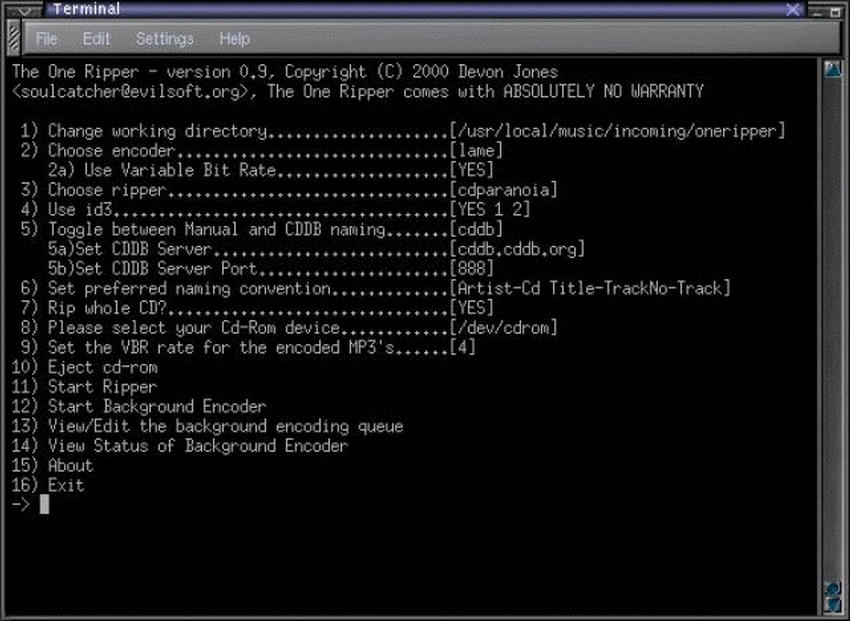 Terminal
File Edit Settings Help
The One Ripper - version 0.9, Copyright (C) 2000 Devon Jones
<soulcatcher@evilsoft.org>, The One Ripper comes with ABSOLUTELY NO WARRANTY
1) Change working directory....................[/usr/local/music/incoming/oneripper]
2) Choose encoder..............................[lame]
2a) Use Variable Bit Rate...................[YES]
3) Choose ripper...............................[cdparanoia]
4) Use id3.....................................[YES 1 2]
5) Toggle between Manual and CDDB naming.......[cddb]
5a)Set CDDB Server..........................[cddb.cddb.org]
5b)Set CDDB Server Port.....................[888]
6) Set preferred naming convention.............[Artist-Cd Title-TrackNo-Track]
7) Rip whole CD?...............................[YES]
8) Please select your Cd-Rom device............[/dev/cdrom]
9) Set the VBR rate for the encoded MP3's......[4]
10) Eject cd-rom
11) Start Ripper
12) Start Background Encoder
13) View/Edit the background encoding queue
14) View Status of Background Encoder
15) About
16) Exit
->